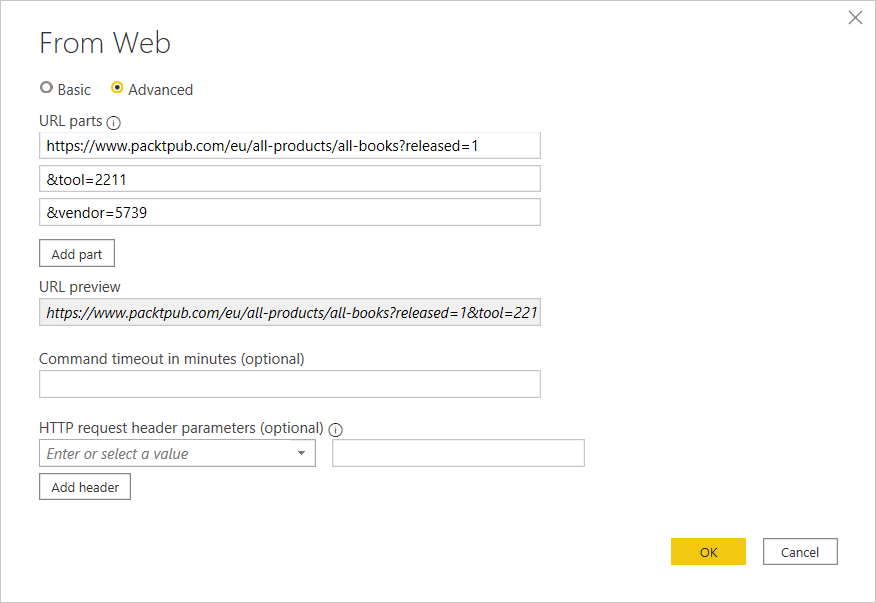 From Web
Basic Advanced
URL parts
https://www.packtpub.com/eu/all-products/all-books?released=1
&tool=2211
&vendor=5739
Add part
URL preview
https://www.packtpub.com/eu/all-products/all-books?released=1&tool=221
Command timeout in minutes (optional)
HTTP request header parameters (optional)
Enter or select a value
Add header
OK Cancel